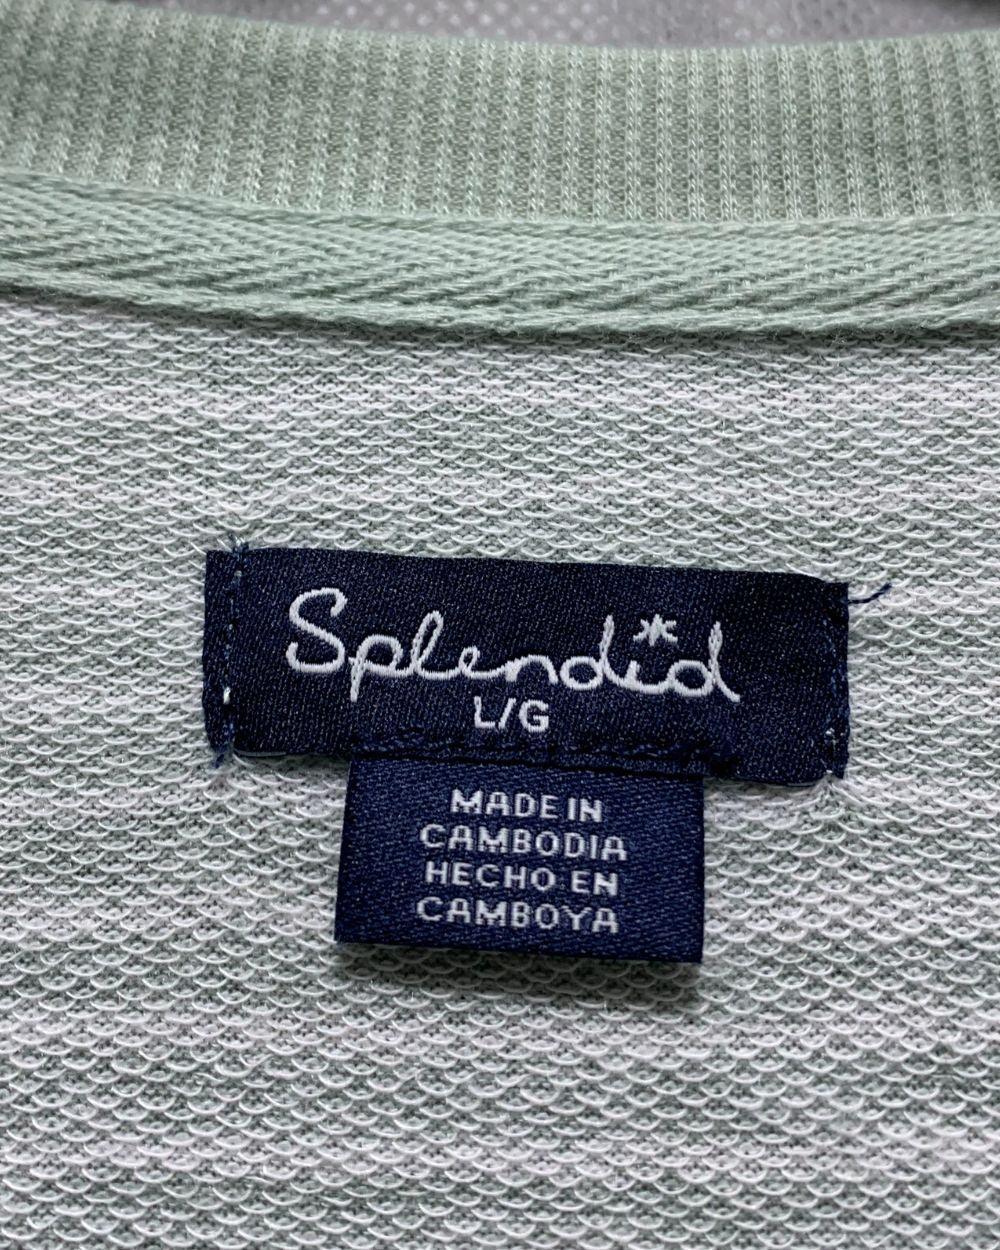 Splendid
L/G
MADE IN
CAMBODIA
HECHO EN
CAMBOYA